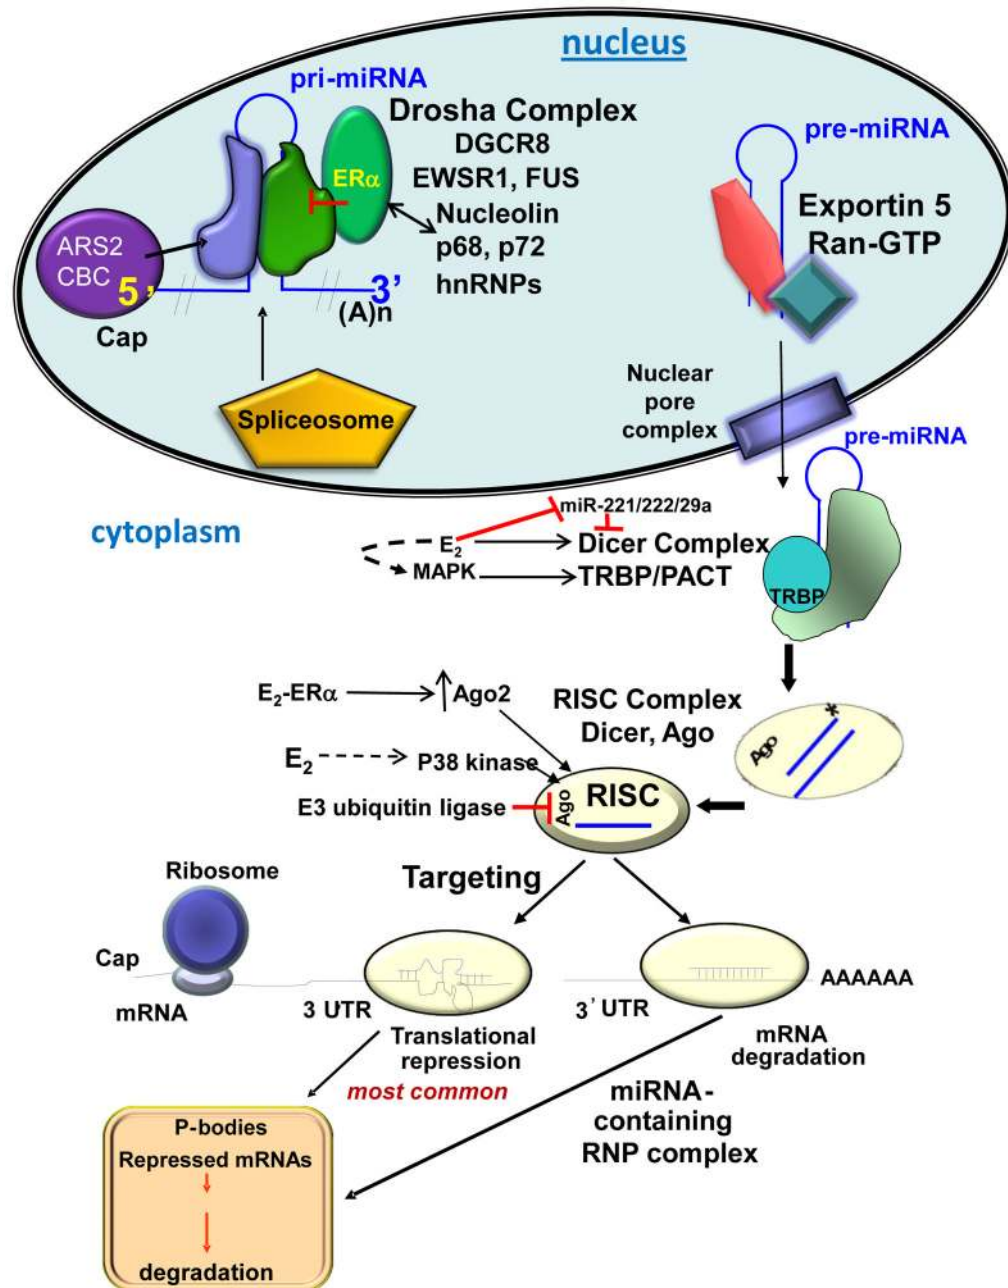 nucleus
pri-miRNA
Drosha Complex
DGCR8
EWSR1, FUS
ERα
Nucleolin
p68, p72
hnRNPs
ARS2
CBC
5’
3’
(A)n
Cap
Spliceosome
pre-miRNA
Exportin 5
Ran-GTP
Nuclear
pore
complex
pre-miRNA
cytoplasm
miR-221/222/29a
E2
Dicer Complex
MAPK
TRBP/PACT
TRBP
E2-ERα
Ago2
RISC Complex
Dicer, Ago
*
Ago
E2
P38 kinase
E3 ubiquitin ligase
Ago
RISC
Targeting
Ribosome
Cap
mRNA
3 UTR
3’ UTR
AAAAAA
Translational
repression
most common
mRNA
degradation
miRNA-
containing
RNP complex
P-bodies
Repressed mRNAs
degradation